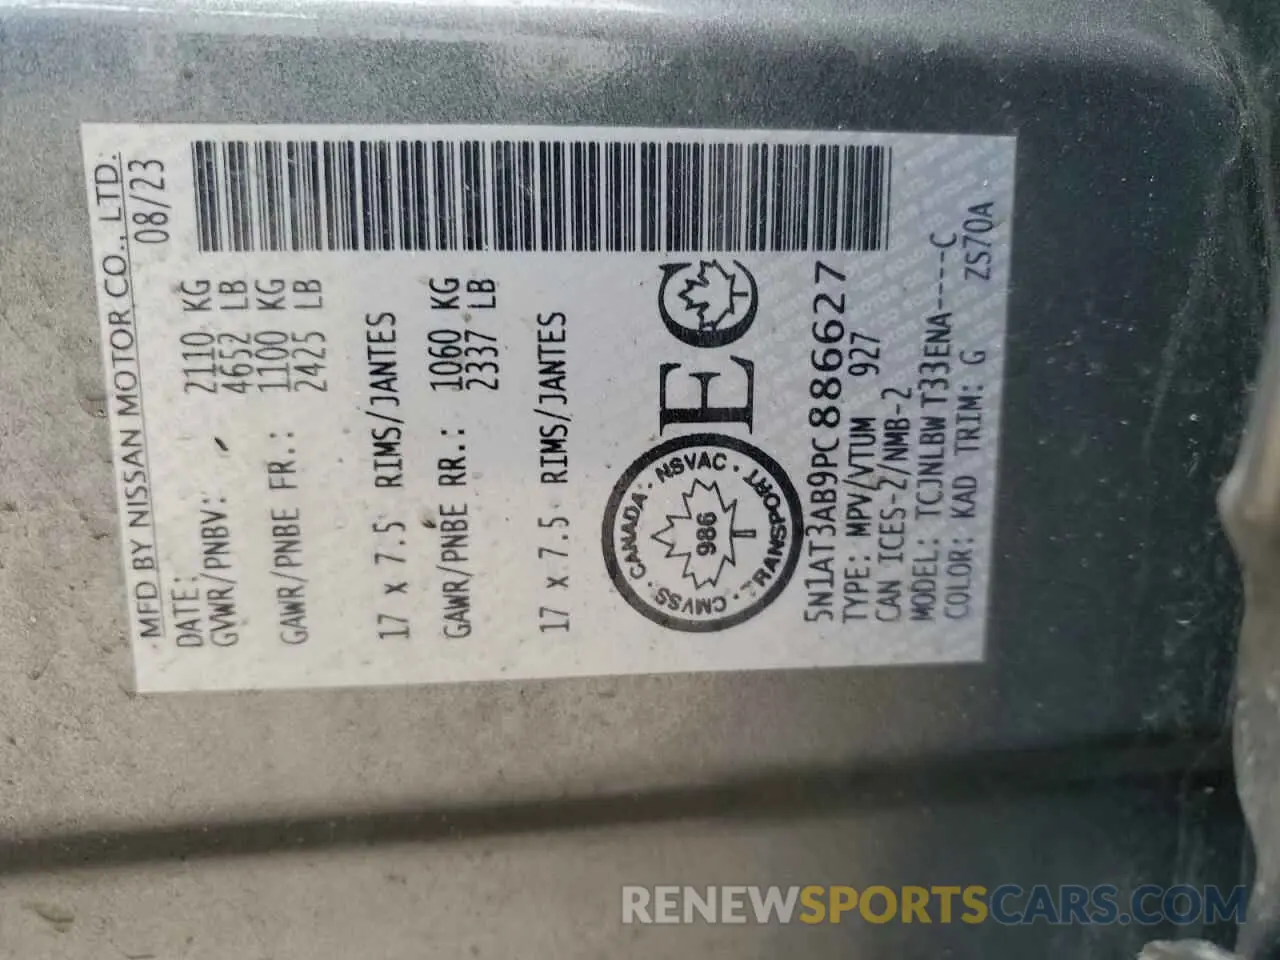 MFD BY NISSAN MOTOR CO., LTD.
DATE: 08/23
GVWR/PNBV: 2110 KG
4652 LB
GAWR/PNBE FR.: 1100 KG
2425 LB
17 x 7.5 RIMS/JANTES
GAWR/PNBE RR.: 1060 KG
2337 LB
17 x 7.5 RIMS/JANTES
CANADA · NSVAC · TRANSPORT · CMVSS ·
986
EC
5N1AT3AB9PC886627
TYPE: MPV/VTUM 927
CAN ICES-2/NMB-2
MODEL: TCJNLBWT33ENA-----C
COLOR: KAD TRIM: G ZS70A
RENEWSPORTSCARS.COM